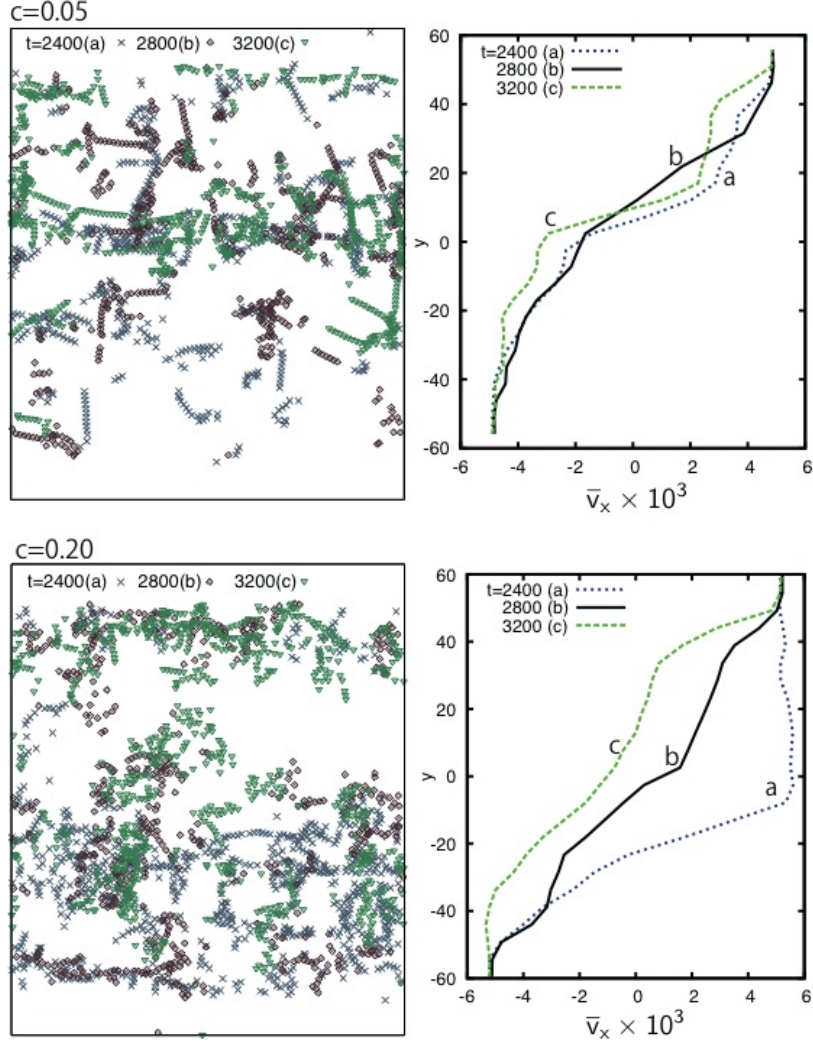 c=0.05
t=2400(a) × 2800(b) 3200(c)
t=2400 (a)
2800 (b)
3200 (c)
60
40
20
0
-20
-40
-60
y
a
b
c
-6 -4 -2 0 2 4 6
v̄ₓ × 10³
c=0.20
t=2400(a) × 2800(b) 3200(c)
t=2400 (a)
2800 (b)
3200 (c)
60
40
20
0
-20
-40
-60
y
c
b
a
-6 -4 -2 0 2 4 6
v̄ₓ × 10³